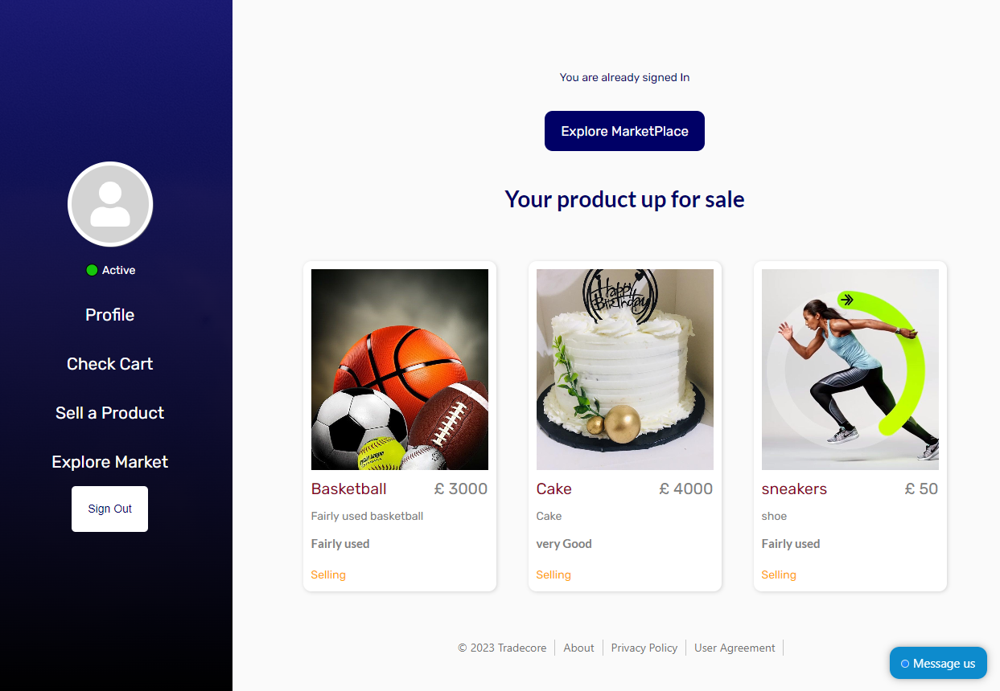 You are already signed In
Explore MarketPlace
Your product up for sale
Active
Profile
Check Cart
Sell a Product
Explore Market
Sign Out
Happy
Birthday
Basketball £ 3000
Fairly used basketball
Fairly used
Selling
Cake £ 4000
Cake
very Good
Selling
sneakers £ 50
shoe
Fairly used
Selling
© 2023 Tradecore About Privacy Policy User Agreement
Message us